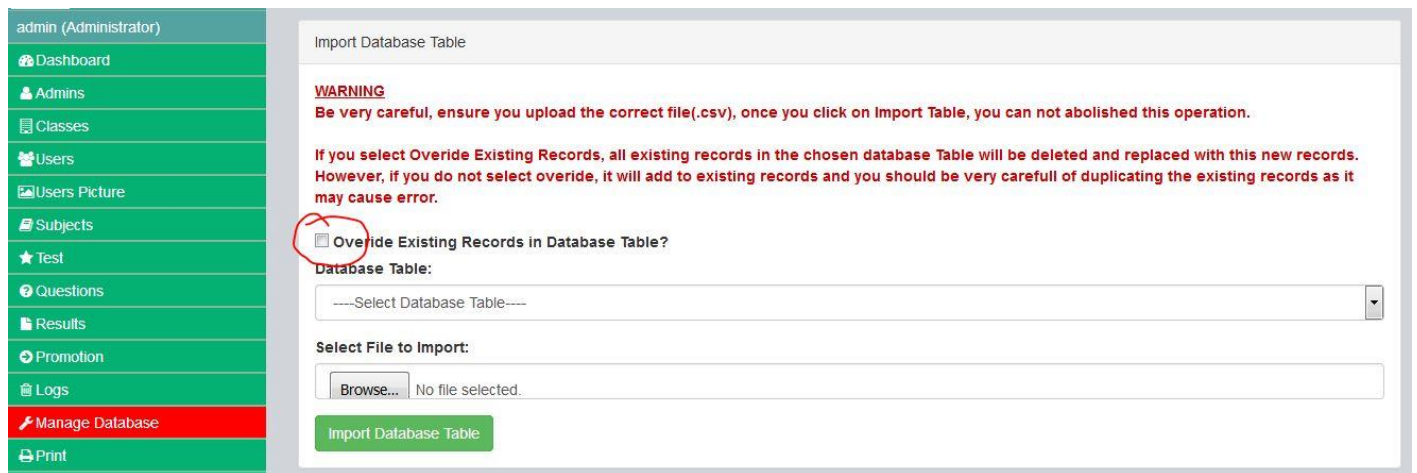 admin (Administrator)
Dashboard
Admins
Classes
Users
Users Picture
Subjects
Test
Questions
Results
Promotion
Logs
Manage Database
Print
Import Database Table
WARNING
Be very careful, ensure you upload the correct file(.csv), once you click on Import Table, you can not abolished this operation.
If you select Overide Existing Records, all existing records in the chosen database Table will be deleted and replaced with this new records.
However, if you do not select overide, it will add to existing records and you should be very carefull of duplicating the existing records as it
may cause error.
Overide Existing Records in Database Table?
Database Table:
----Select Database Table----
Select File to Import:
Browse... No file selected.
Import Database Table